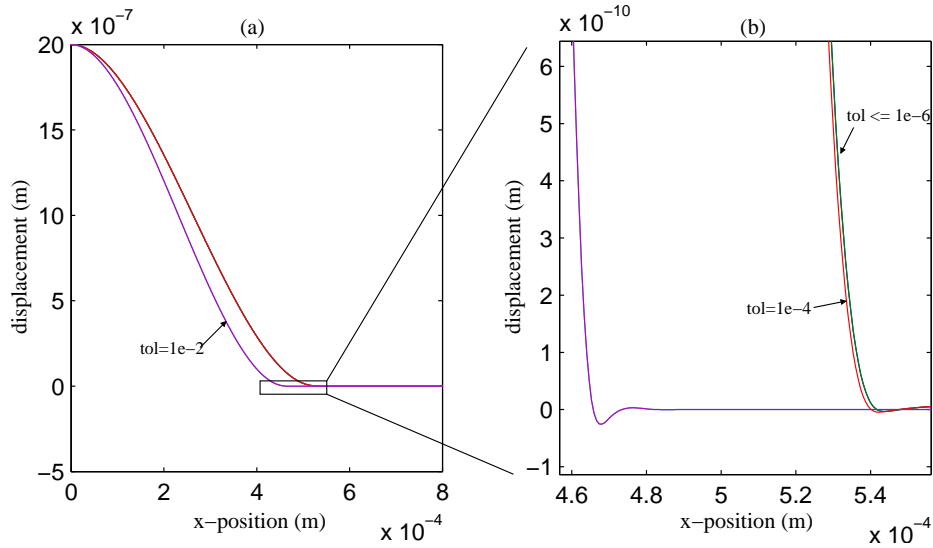 x 10−7
(a)
20
15
10
5
0
−5
displacement (m)
tol=1e−2
0
2
4
6
8
x−position (m)
x 10−4
x 10−10
(b)
6
5
4
3
2
1
0
−1
displacement (m)
tol <= 1e−6
tol=1e−4
4.6
4.8
5
5.2
5.4
x−position (m)
x 10−4